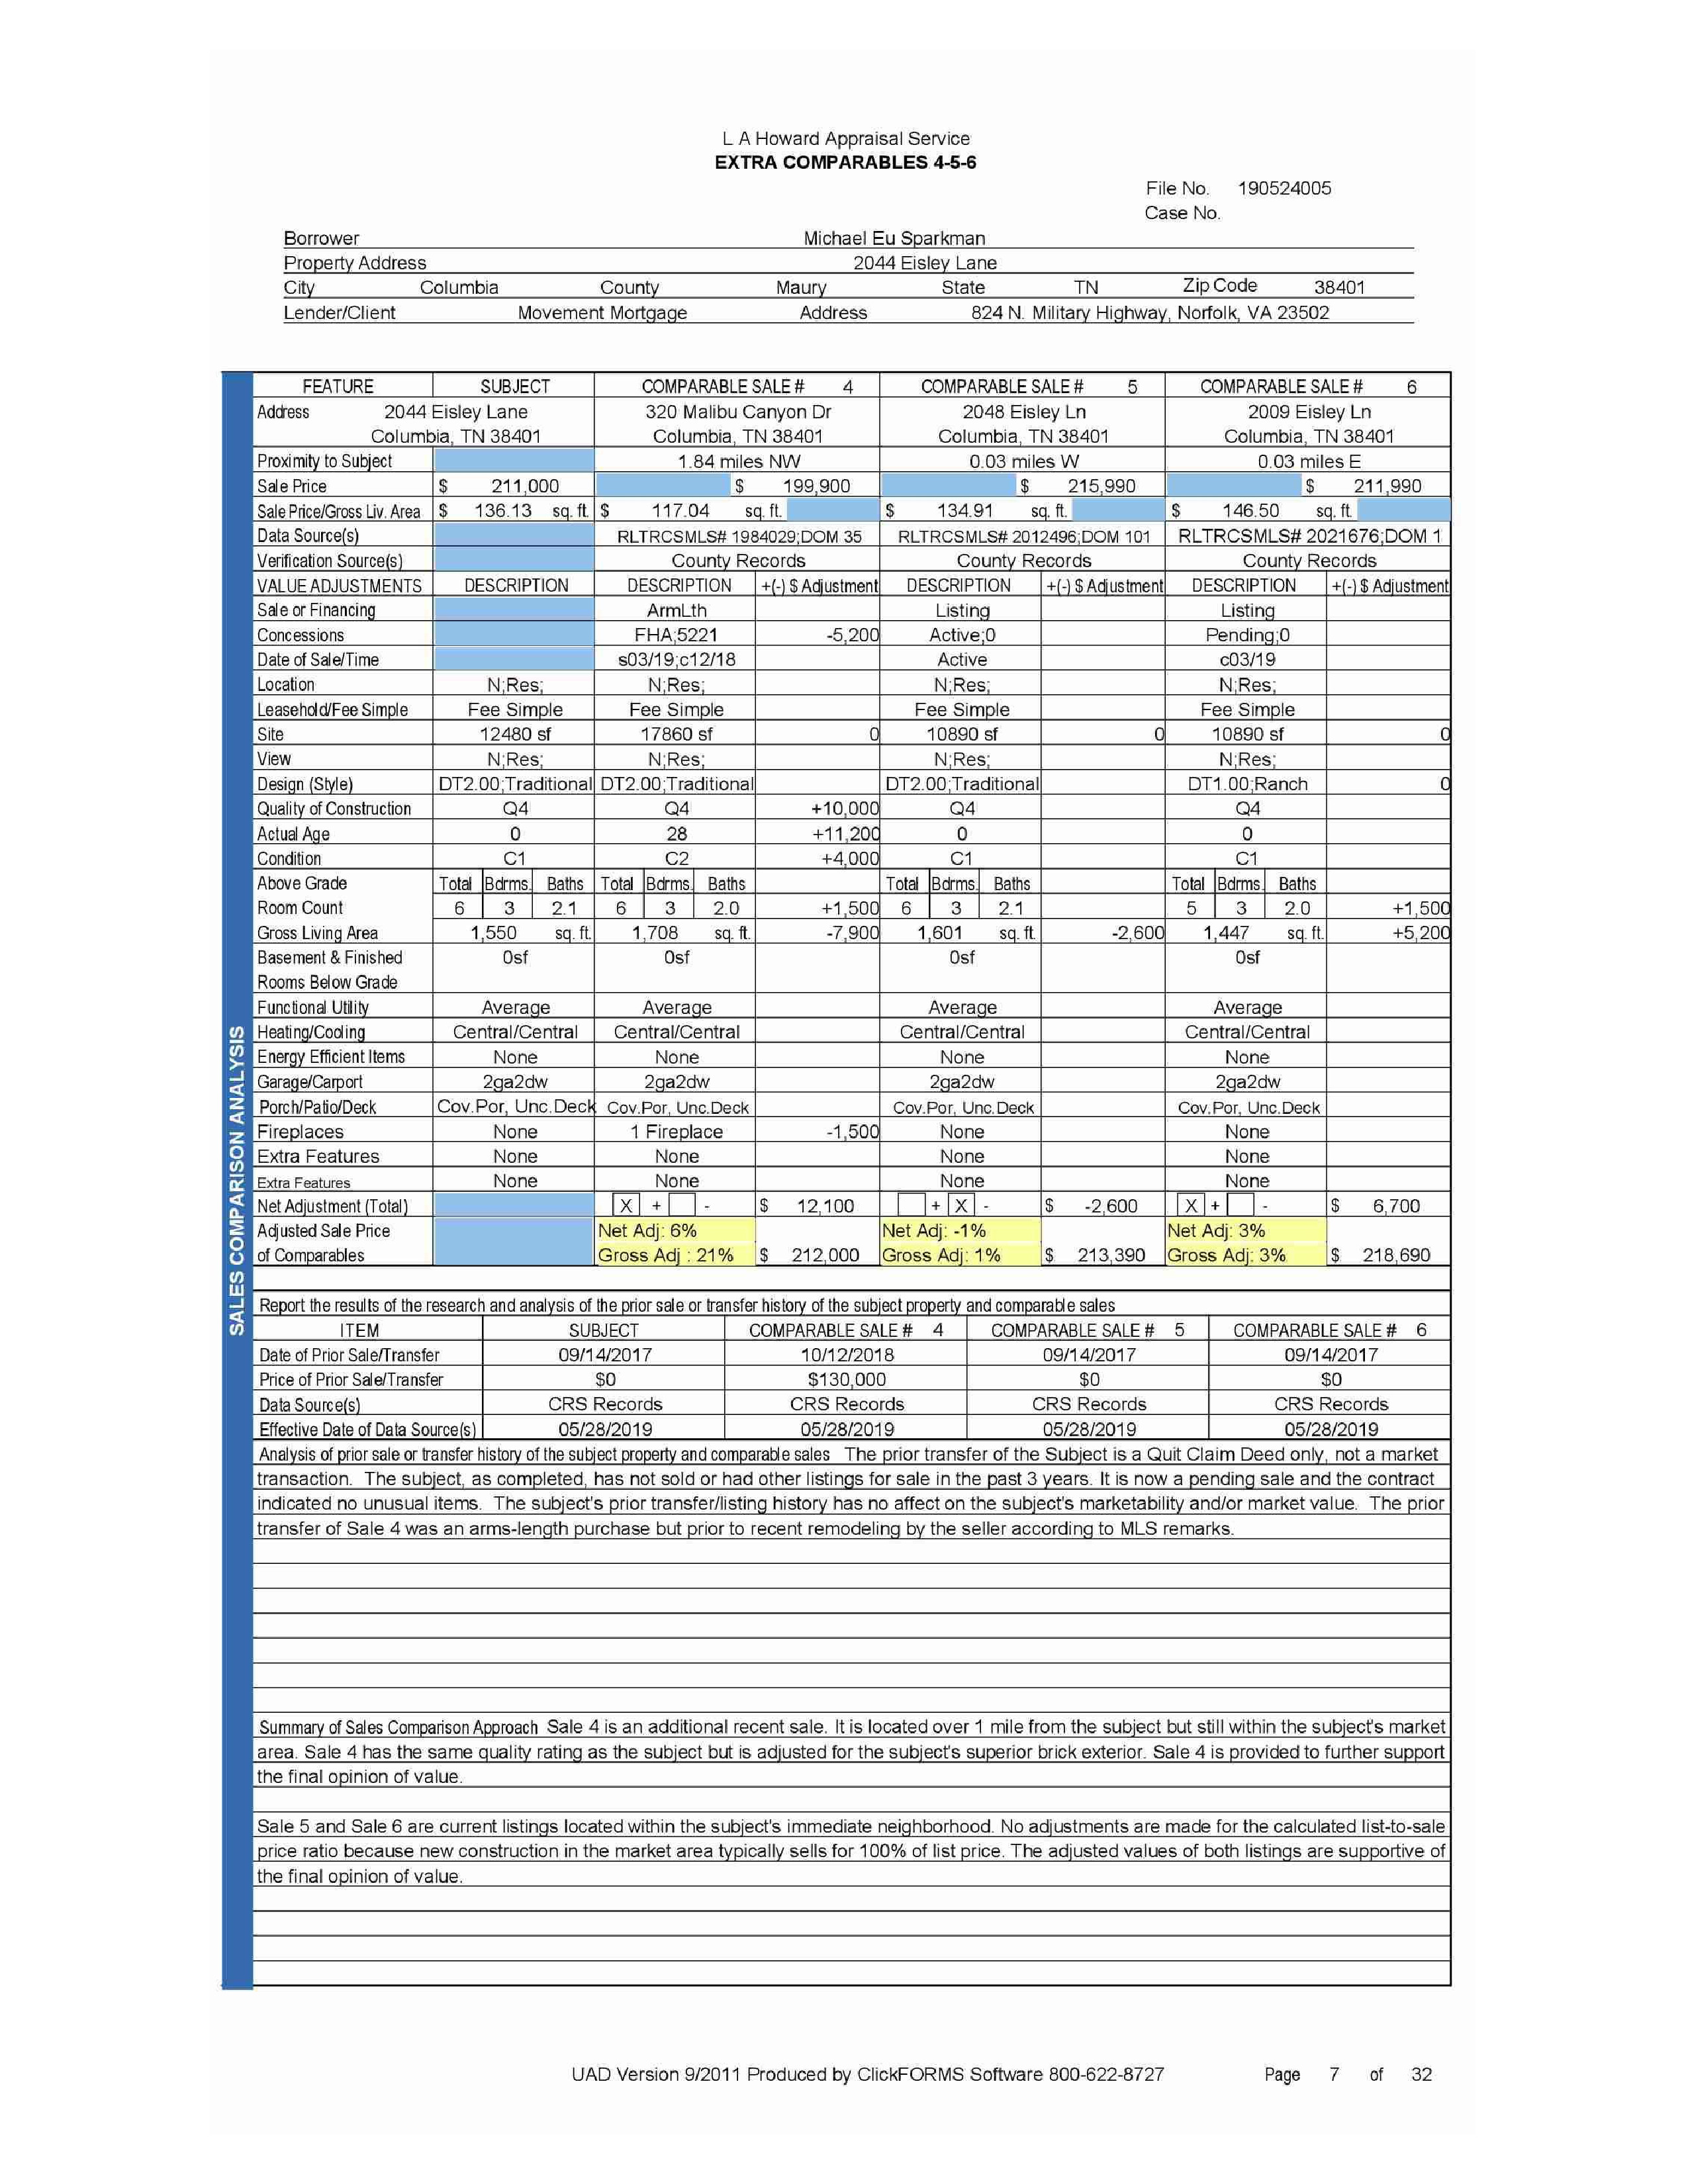 L A Howard Appraisal Service
EXTRA COMPARABLES 4-5-6
File No. 190524005
Case No.
Borrower Michael Eu Sparkman
Property Address 2044 Eisley Lane
City Columbia County Maury State TN Zip Code 38401
Lender/Client Movement Mortgage Address 824 N. Military Highway, Norfolk, VA 23502
FEATURE SUBJECT COMPARABLE SALE # 4 COMPARABLE SALE # 5 COMPARABLE SALE # 6
Address 2044 Eisley Lane 320 Malibu Canyon Dr 2048 Eisley Ln 2009 Eisley Ln
Columbia, TN 38401 Columbia, TN 38401 Columbia, TN 38401 Columbia, TN 38401
Proximity to Subject 1.84 miles NW 0.03 miles W 0.03 miles E
Sale Price $ 211,000 $ 199,900 $ 215,990 $ 211,990
Sale Price/Gross Liv. Area $ 136.13 sq. ft. $ 117.04 sq. ft. $ 134.91 sq. ft. $ 146.50 sq. ft.
Data Source(s) RLTRCSMLS# 1984029;DOM 35 RLTRCSMLS# 2012496;DOM 101 RLTRCSMLS# 2021676;DOM 1
Verification Source(s) County Records County Records County Records
VALUE ADJUSTMENTS DESCRIPTION DESCRIPTION +(-) $ Adjustment DESCRIPTION +(-) $ Adjustment DESCRIPTION +(-) $ Adjustment
Sale or Financing ArmLth Listing Listing
Concessions FHA;5221 -5,200 Active;0 Pending;0
Date of Sale/Time s03/19;c12/18 Active c03/19
Location N;Res; N;Res; N;Res; N;Res;
Leasehold/Fee Simple Fee Simple Fee Simple Fee Simple Fee Simple
Site 12480 sf 17860 sf 0 10890 sf 0 10890 sf 0
View N;Res; N;Res; N;Res; N;Res;
Design (Style) DT2.00;Traditional DT2.00;Traditional DT2.00;Traditional DT1.00;Ranch 0
Quality of Construction Q4 Q4 +10,000 Q4 Q4
Actual Age 0 28 +11,200 0 0
Condition C1 C2 +4,000 C1 C1
Above Grade Total Bdrms. Baths Total Bdrms. Baths Total Bdrms. Baths Total Bdrms. Baths
Room Count 6 3 2.1 6 3 2.0 +1,500 6 3 2.1 5 3 2.0 +1,500
Gross Living Area 1,550 sq. ft. 1,708 sq. ft. -7,900 1,601 sq. ft. -2,600 1,447 sq. ft. +5,200
Basement & Finished 0sf 0sf 0sf 0sf
Rooms Below Grade
Functional Utility Average Average Average Average
Heating/Cooling Central/Central Central/Central Central/Central Central/Central
Energy Efficient Items None None None None
Garage/Carport 2ga2dw 2ga2dw 2ga2dw 2ga2dw
Porch/Patio/Deck Cov.Por, Unc.Deck Cov.Por, Unc.Deck Cov.Por, Unc.Deck Cov.Por, Unc.Deck
Fireplaces None 1 Fireplace -1,500 None None
Extra Features None None None None
Extra Features None None None None
Net Adjustment (Total) X + - $ 12,100 + X - $ -2,600 X + - $ 6,700
Adjusted Sale Price Net Adj: 6% Net Adj: -1% Net Adj: 3%
of Comparables Gross Adj : 21% $ 212,000 Gross Adj: 1% $ 213,390 Gross Adj: 3% $ 218,690
SALES COMPARISON ANALYSIS
Report the results of the research and analysis of the prior sale or transfer history of the subject property and comparable sales
ITEM SUBJECT COMPARABLE SALE # 4 COMPARABLE SALE # 5 COMPARABLE SALE # 6
Date of Prior Sale/Transfer 09/14/2017 10/12/2018 09/14/2017 09/14/2017
Price of Prior Sale/Transfer $0 $130,000 $0 $0
Data Source(s) CRS Records CRS Records CRS Records CRS Records
Effective Date of Data Source(s) 05/28/2019 05/28/2019 05/28/2019 05/28/2019
Analysis of prior sale or transfer history of the subject property and comparable sales The prior transfer of the Subject is a Quit Claim Deed only, not a market
transaction. The subject, as completed, has not sold or had other listings for sale in the past 3 years. It is now a pending sale and the contract
indicated no unusual items. The subject's prior transfer/listing history has no affect on the subject's marketability and/or market value. The prior
transfer of Sale 4 was an arms-length purchase but prior to recent remodeling by the seller according to MLS remarks.
Summary of Sales Comparison Approach Sale 4 is an additional recent sale. It is located over 1 mile from the subject but still within the subject's market
area. Sale 4 has the same quality rating as the subject but is adjusted for the subject's superior brick exterior. Sale 4 is provided to further support
the final opinion of value.
Sale 5 and Sale 6 are current listings located within the subject's immediate neighborhood. No adjustments are made for the calculated list-to-sale
price ratio because new construction in the market area typically sells for 100% of list price. The adjusted values of both listings are supportive of
the final opinion of value.
UAD Version 9/2011 Produced by ClickFORMS Software 800-622-8727 Page 7 of 32